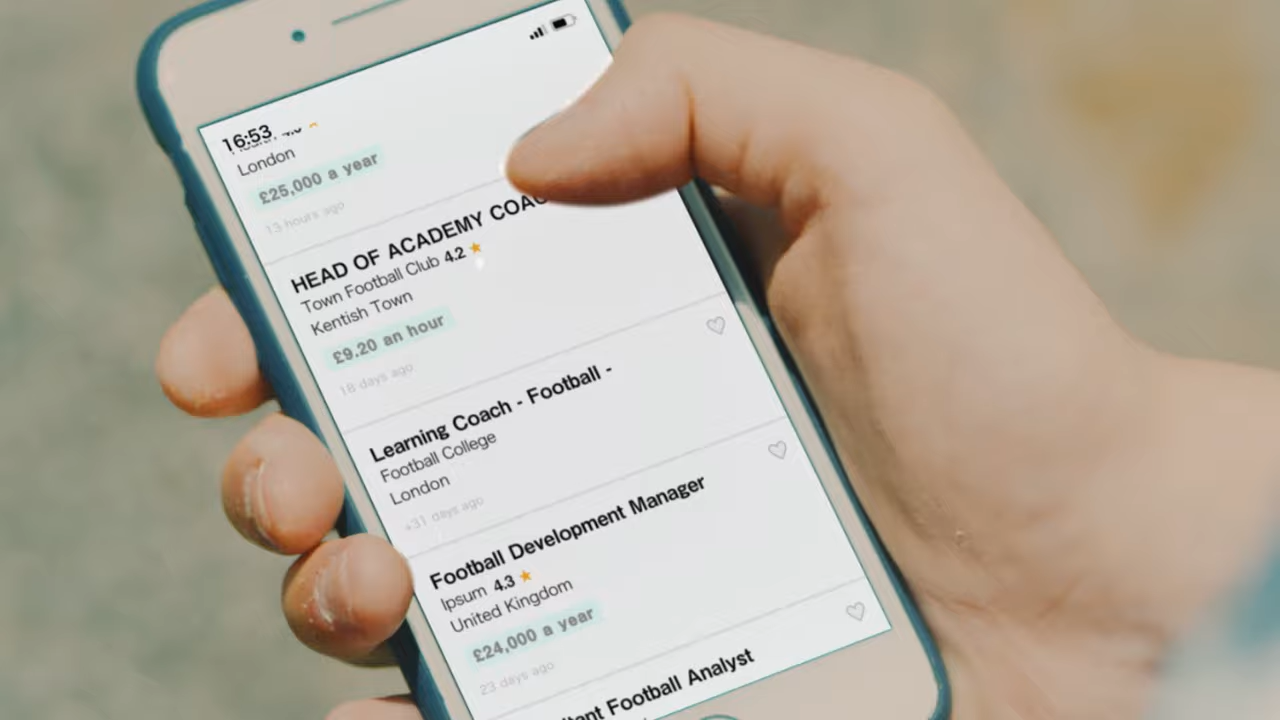 16:53
London
£25,000 a year
13 hours ago
HEAD OF ACADEMY
Town Football Club 4.2 ★
Kentish Town
£9.20 an hour
18 days ago
Learning Coach - Football -
Football College
London
+31 days ago
Football Development Manager
Ipsum 4.3 ★
United Kingdom
£24,000 a year
23 days ago
Football Analyst